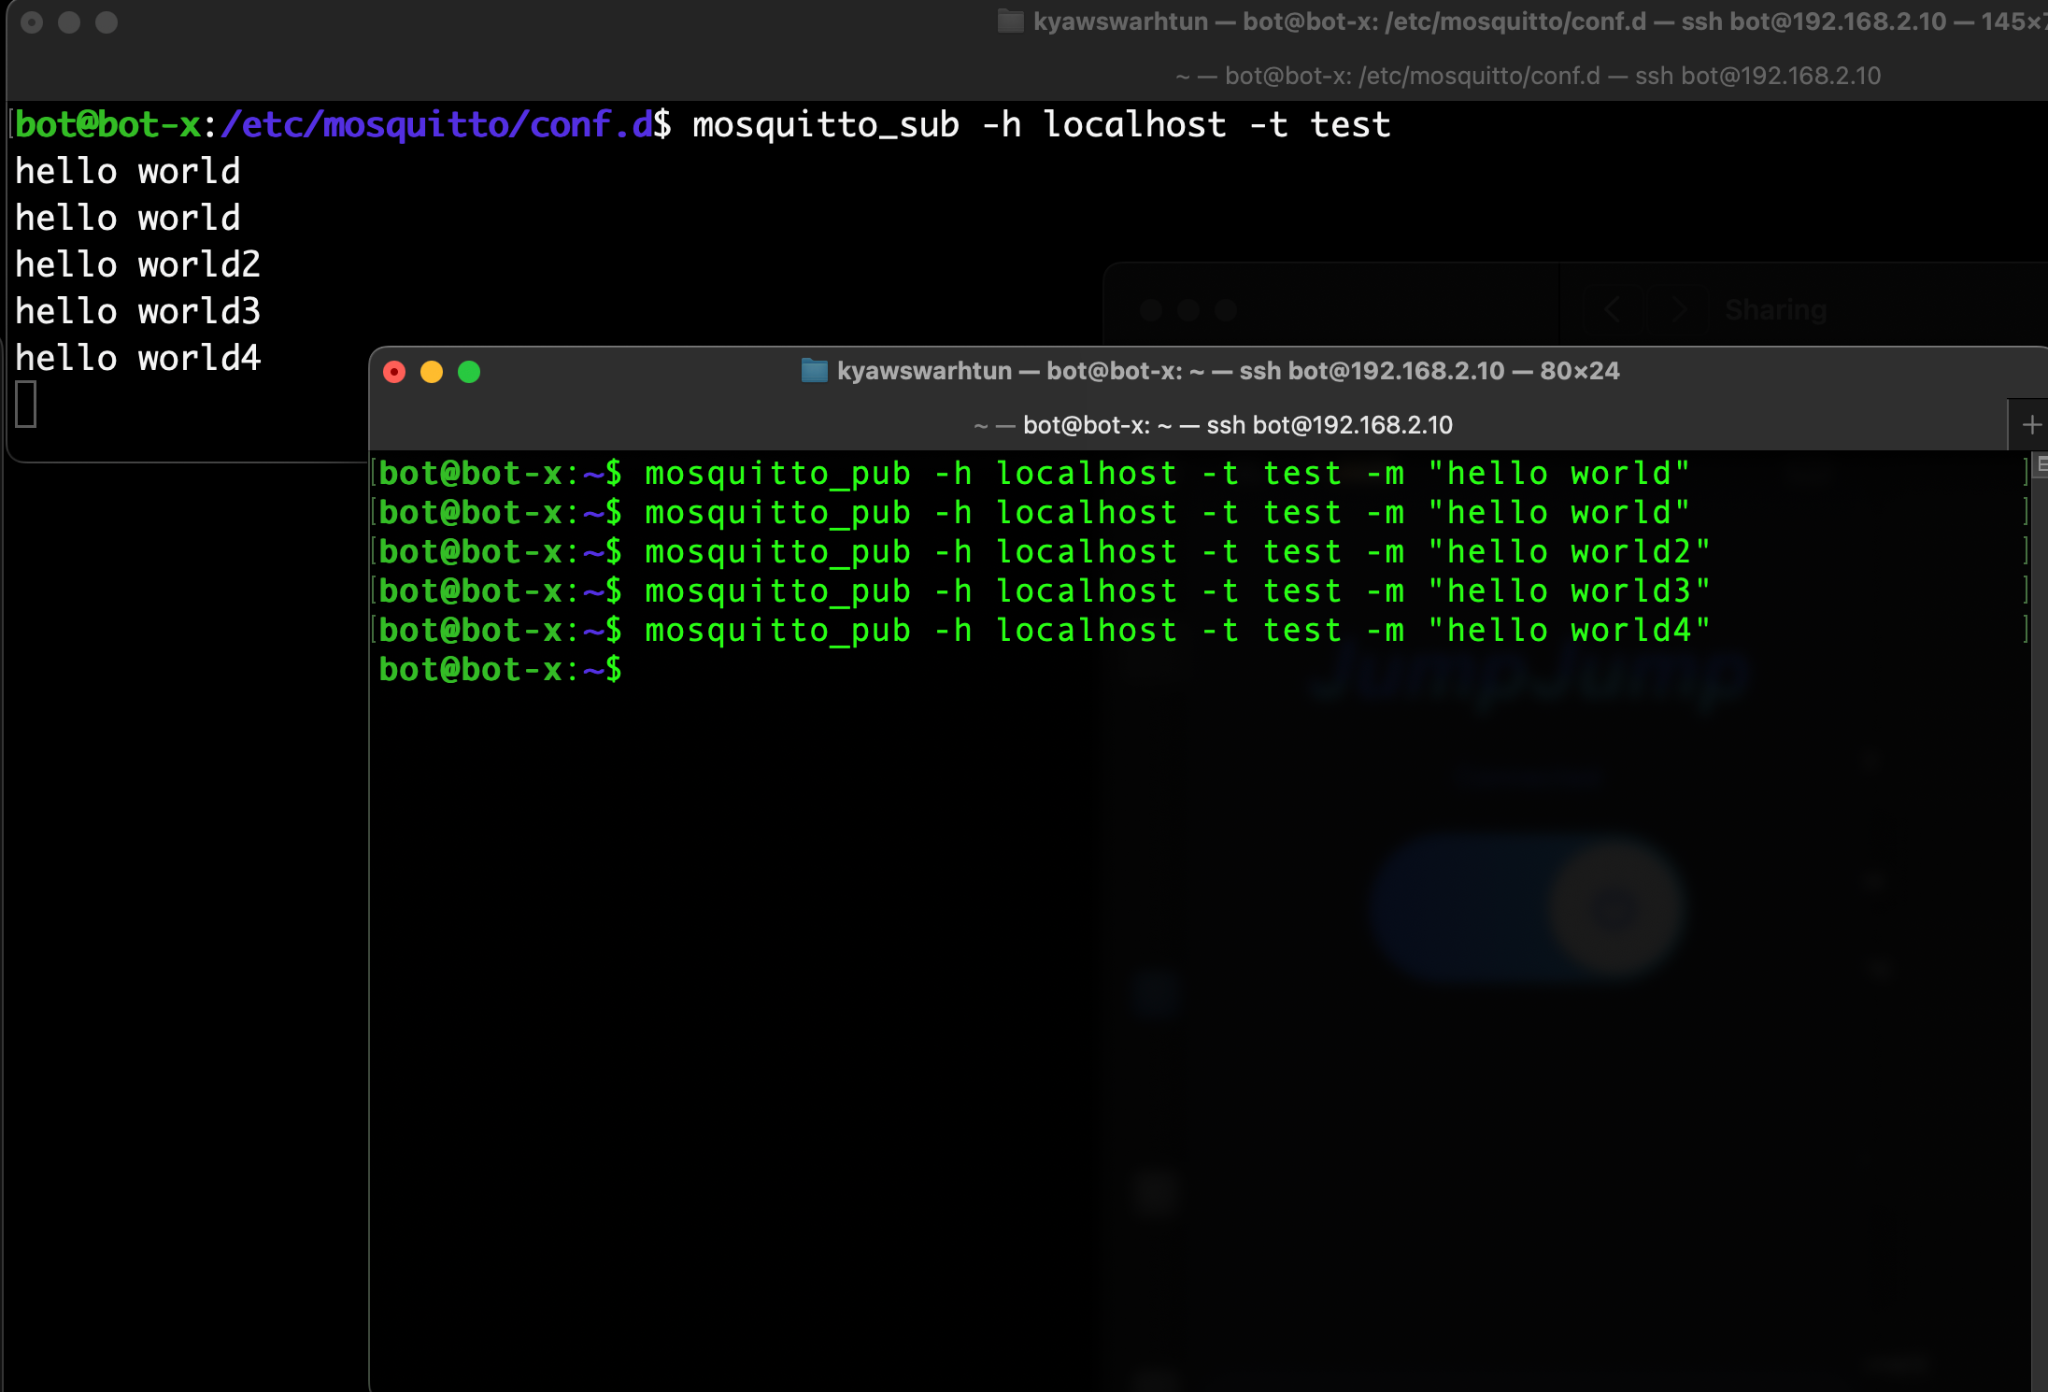 kyawswarhtun — bot@bot-x: /etc/mosquitto/conf.d — ssh bot@192.168.2.10 — 145×
~ — bot@bot-x: /etc/mosquitto/conf.d — ssh bot@192.168.2.10
bot@bot-x:/etc/mosquitto/conf.d$ mosquitto_sub -h localhost -t test
hello world
hello world
hello world2
hello world3
hello world4
Sharing
kyawswarhtun — bot@bot-x: ~ — ssh bot@192.168.2.10 — 80×24
~ — bot@bot-x: ~ — ssh bot@192.168.2.10
bot@bot-x:~$ mosquitto_pub -h localhost -t test -m "hello world"
bot@bot-x:~$ mosquitto_pub -h localhost -t test -m "hello world"
bot@bot-x:~$ mosquitto_pub -h localhost -t test -m "hello world2"
bot@bot-x:~$ mosquitto_pub -h localhost -t test -m "hello world3"
bot@bot-x:~$ mosquitto_pub -h localhost -t test -m "hello world4"
bot@bot-x:~$
JumpJump